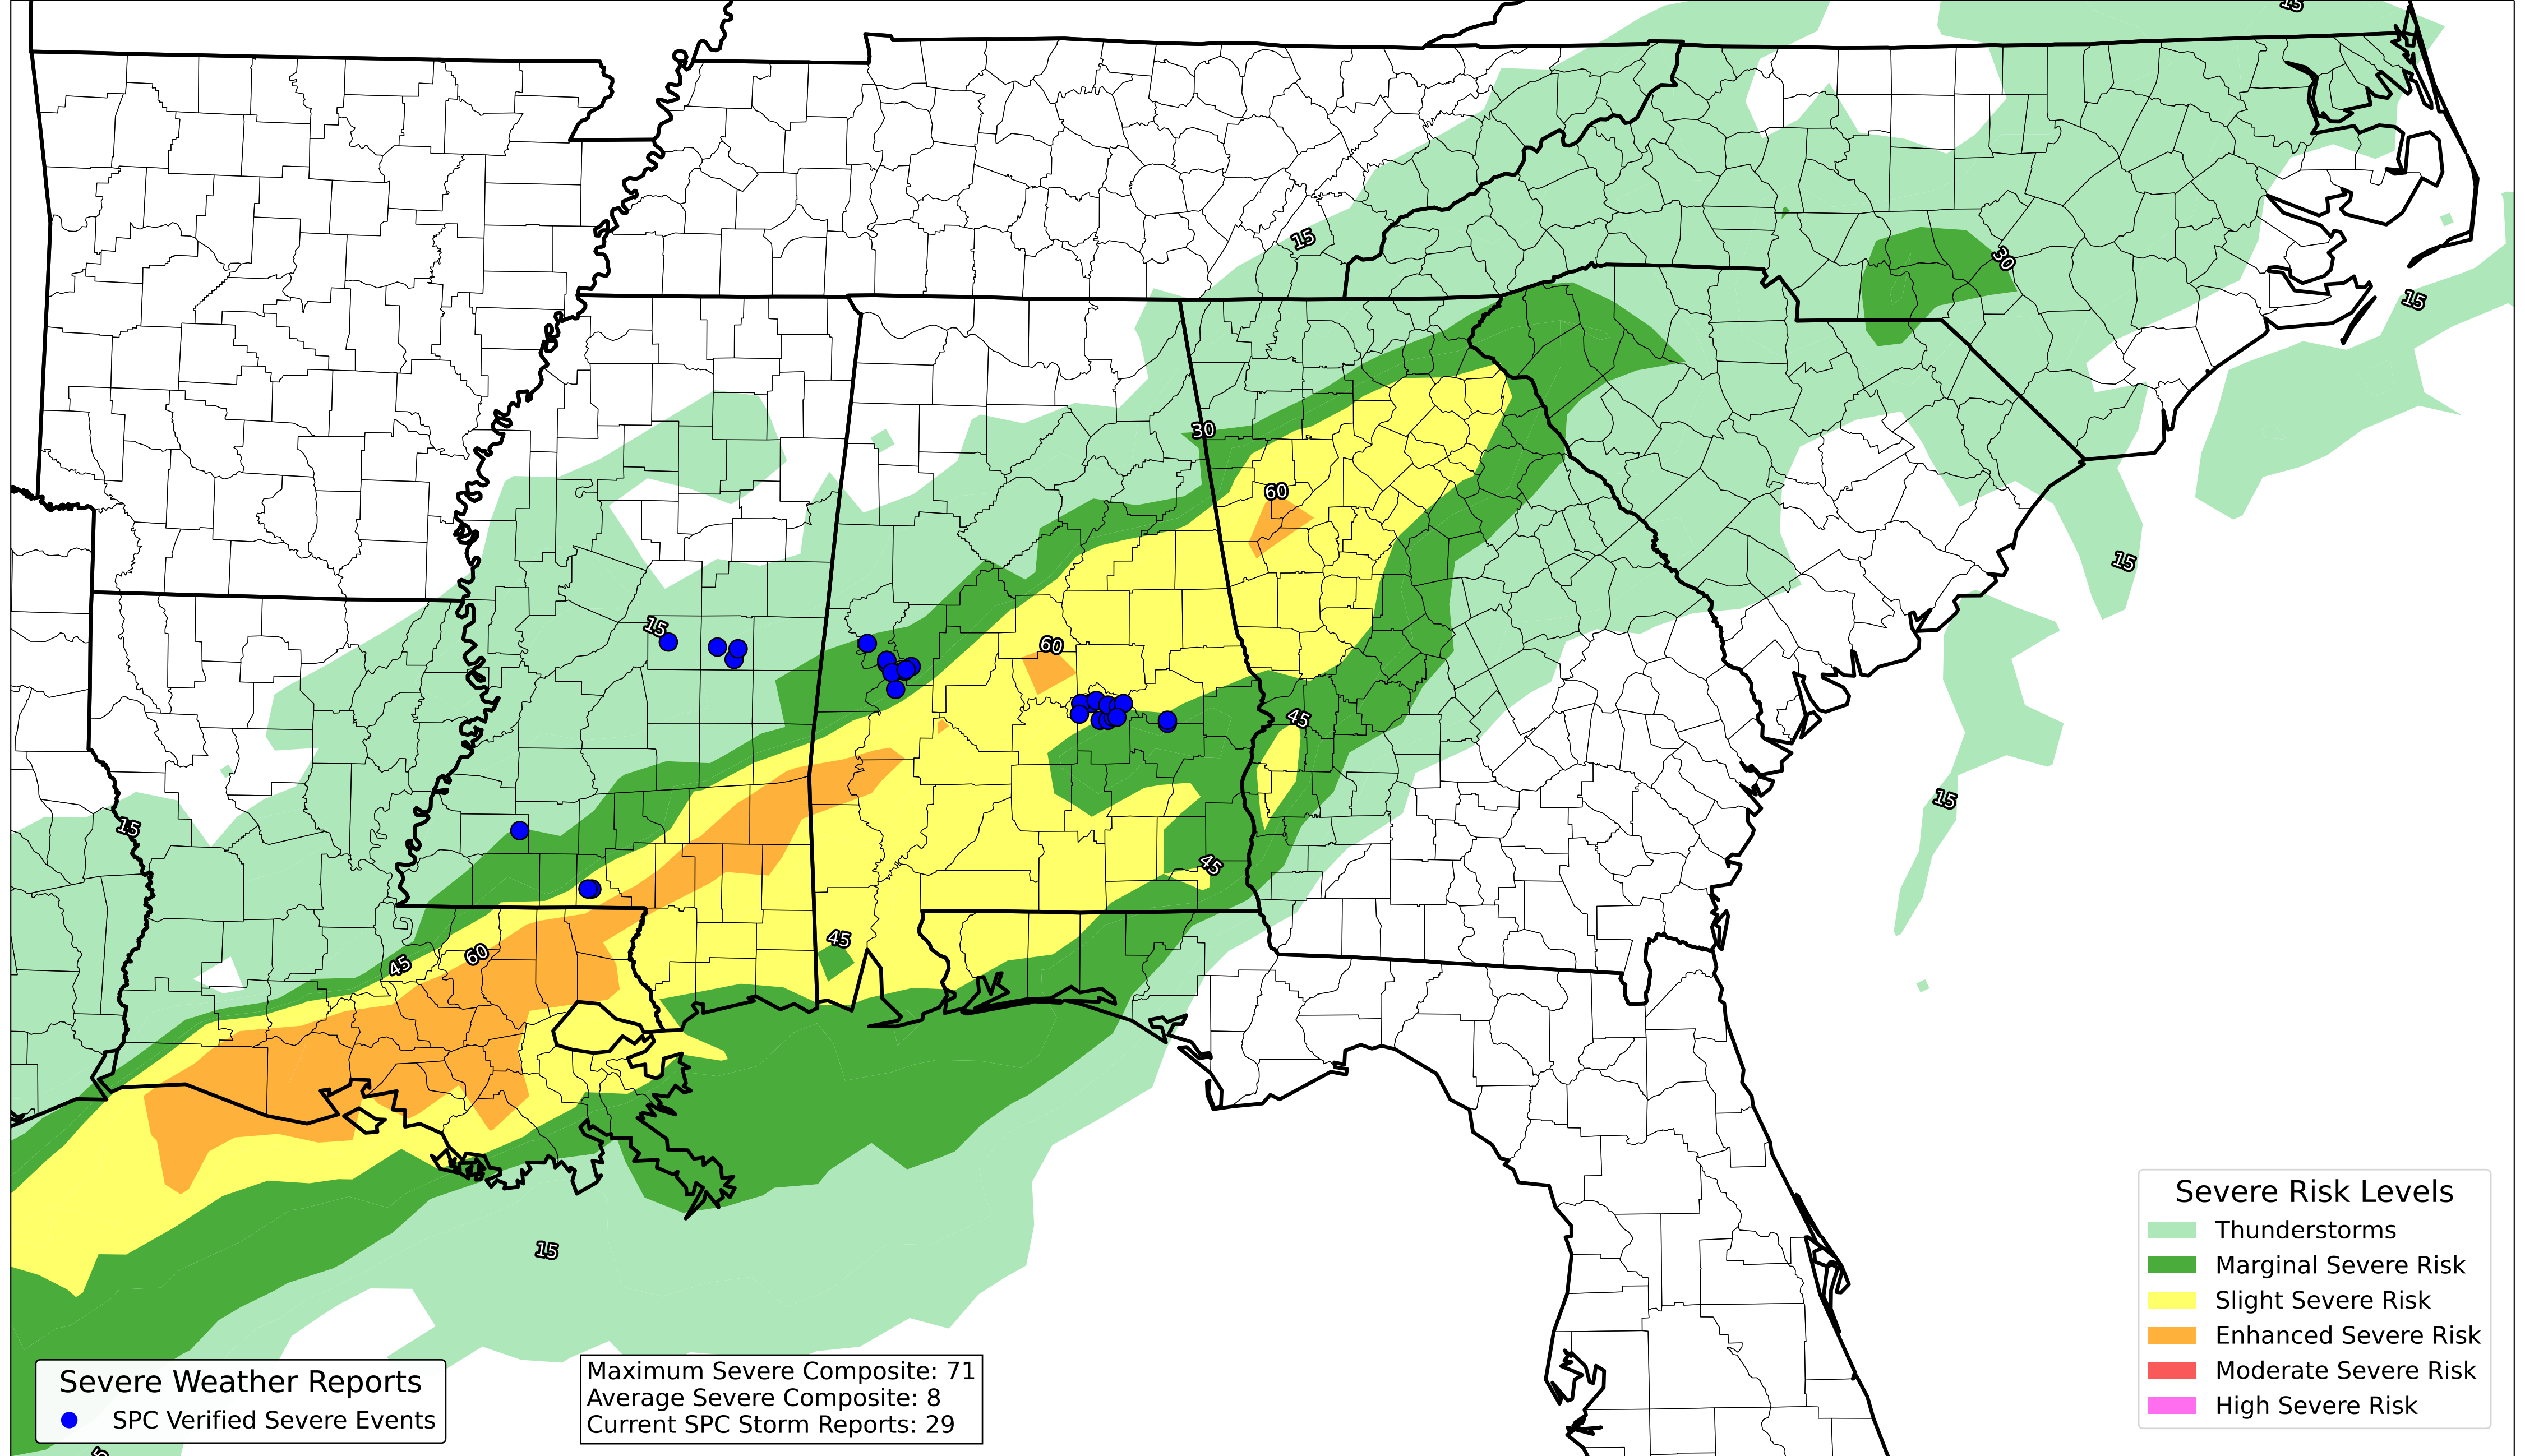 15
15
30
15
30
15
60
15
15
60
45
15
15
45
45
60
45
15
Severe Risk Levels
Thunderstorms
Marginal Severe Risk
Slight Severe Risk
Enhanced Severe Risk
Moderate Severe Risk
High Severe Risk
Severe Weather Reports
SPC Verified Severe Events
Maximum Severe Composite: 71
Average Severe Composite: 8
Current SPC Storm Reports: 29